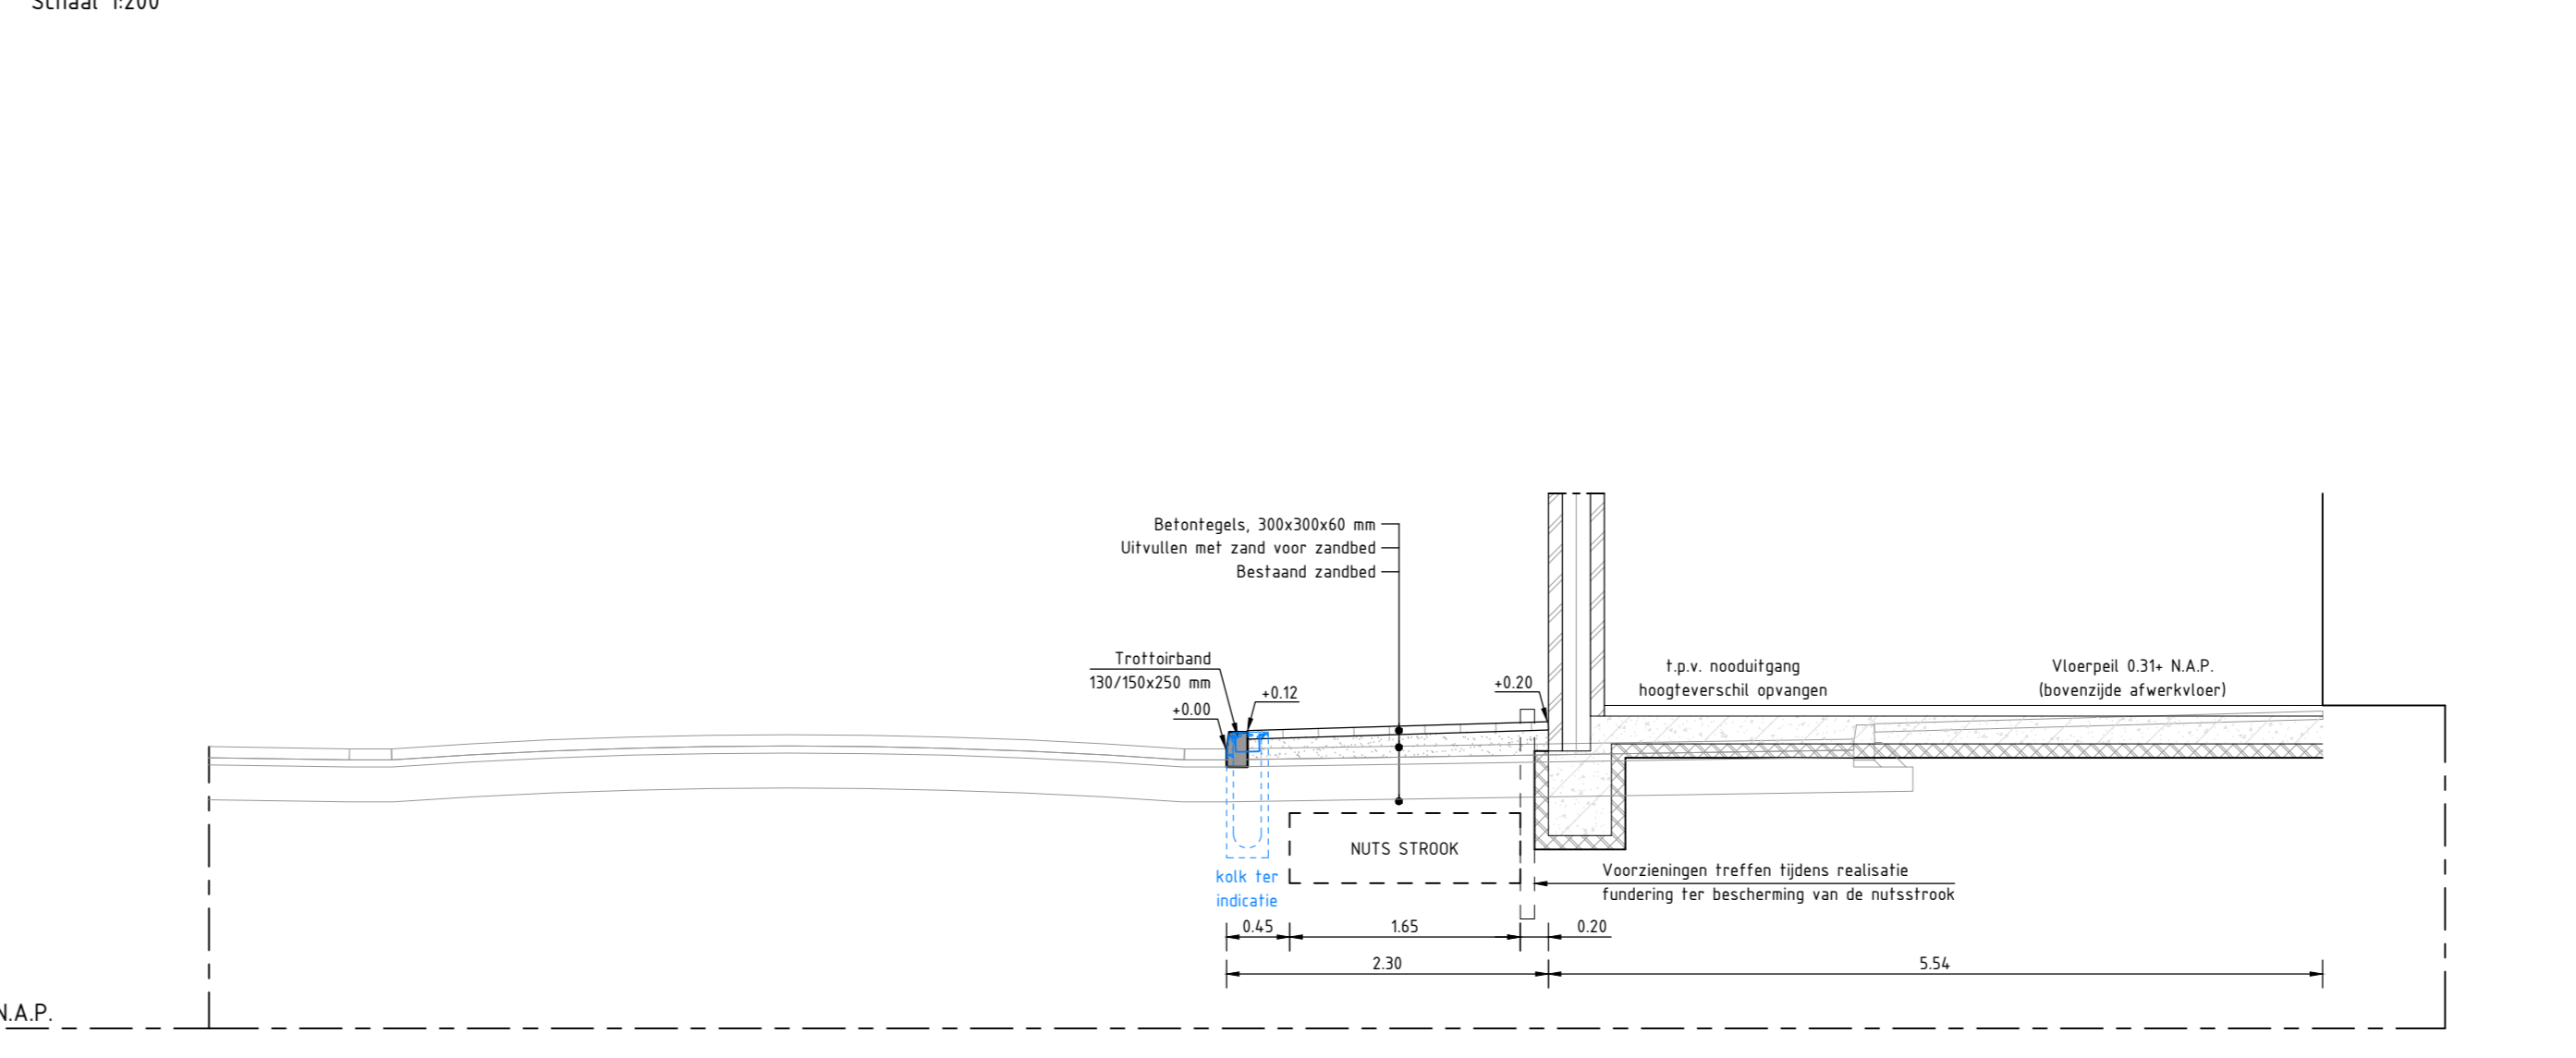 Schaal 1:200
Betontegels, 300x300x60 mm
Uitvullen met zand voor zandbed
Bestaand zandbed
Trottoirband
130/150x250 mm
+0.00
+0.12
+0.20
t.p.v. nooduitgang
hoogteverschil opvangen
Vloerpeil 0.31+ N.A.P.
(bovenzijde afwerkvloer)
NUTS STROOK
kolk ter
indicatie
Voorzieningen treffen tijdens realisatie
fundering ter bescherming van de nutsstrook
0.45
1.65
0.20
2.30
5.54
N.A.P.